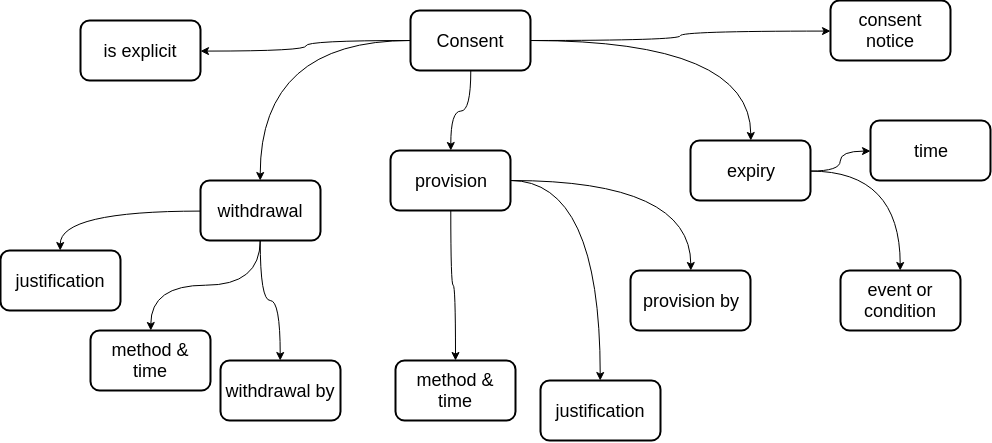 consent
notice
Consent
is explicit
time
expiry
provision
withdrawal
justification
event or
condition
provision by
method &
time
withdrawal by
method &
time
justification